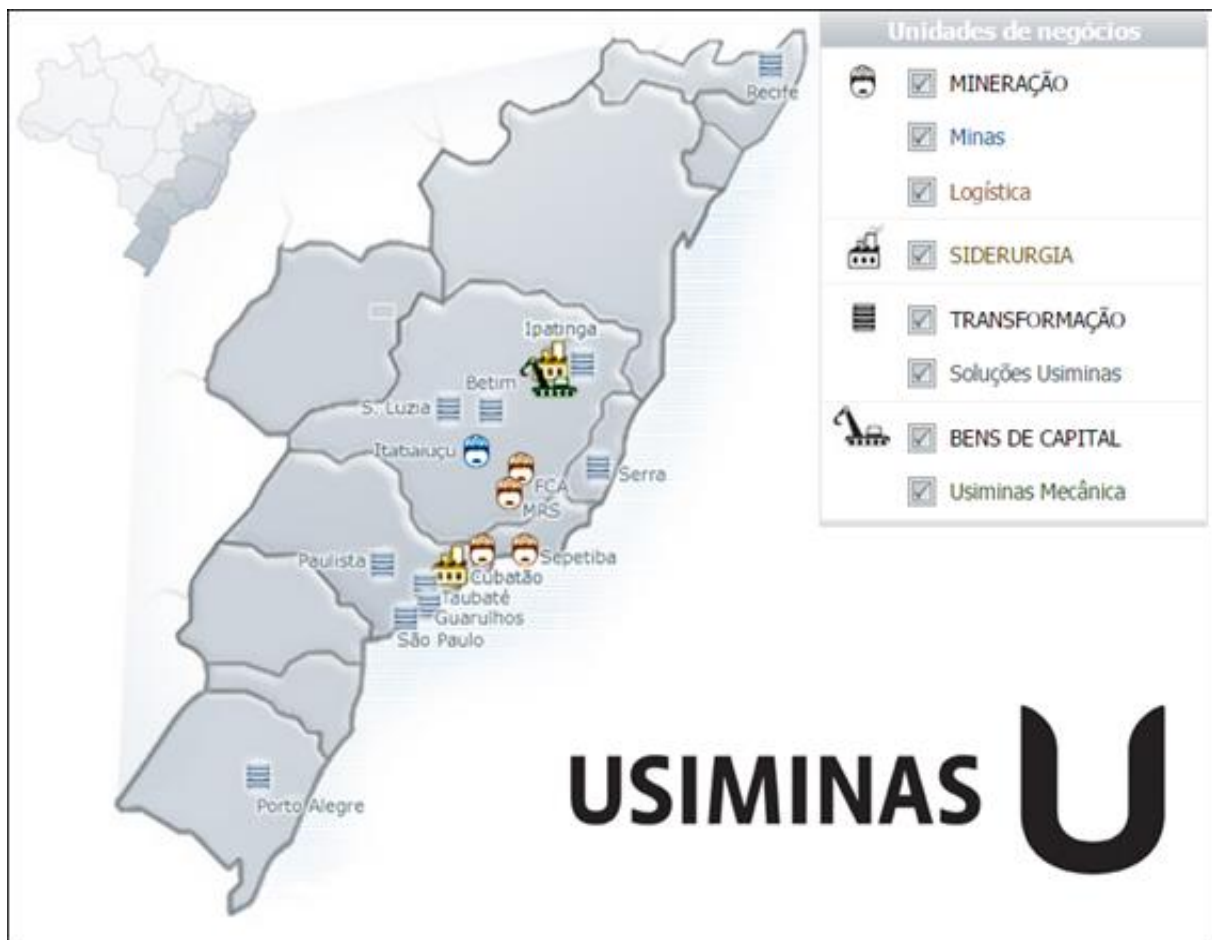 Unidades de negócios
MINERAÇÃO
Minas
Logística
SIDERURGIA
TRANSFORMAÇÃO
Soluções Usiminas
BENS DE CAPITAL
Usiminas Mecânica
Recife
Ipatinga
Betim
S. Luzia
Itabaiuçu
FCA
MRS
Serra
Sepetiba
Paulista
Cubatão
Taubaté
Guarulhos
São Paulo
Porto Alegre
USIMINAS